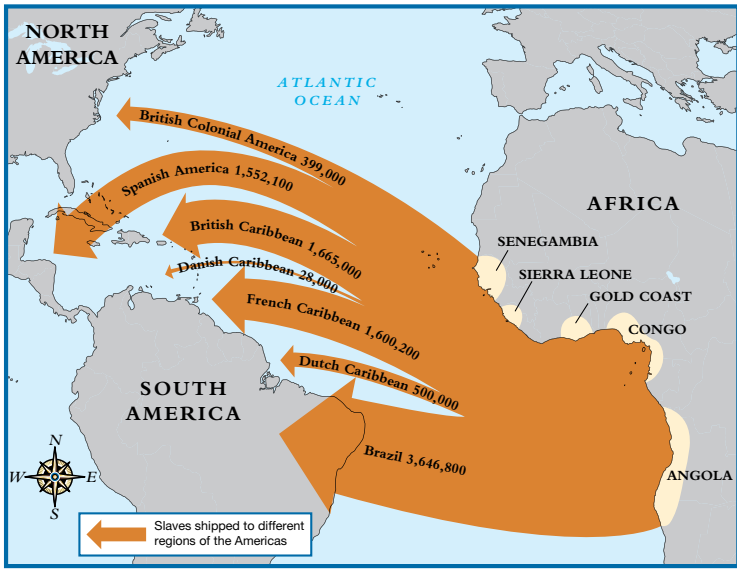 NORTH
AMERICA
ATLANTIC
OCEAN
British Colonial America 399,000
Spanish America 1,552,100
British Caribbean 1,665,000
Danish Caribbean 28,000
French Caribbean 1,600,200
Dutch Caribbean 500,000
Brazil 3,646,800
AFRICA
SENEGAMBIA
SIERRA LEONE
GOLD COAST
CONGO
ANGOLA
SOUTH
AMERICA
N
W
E
S
Slaves shipped to different
regions of the Americas